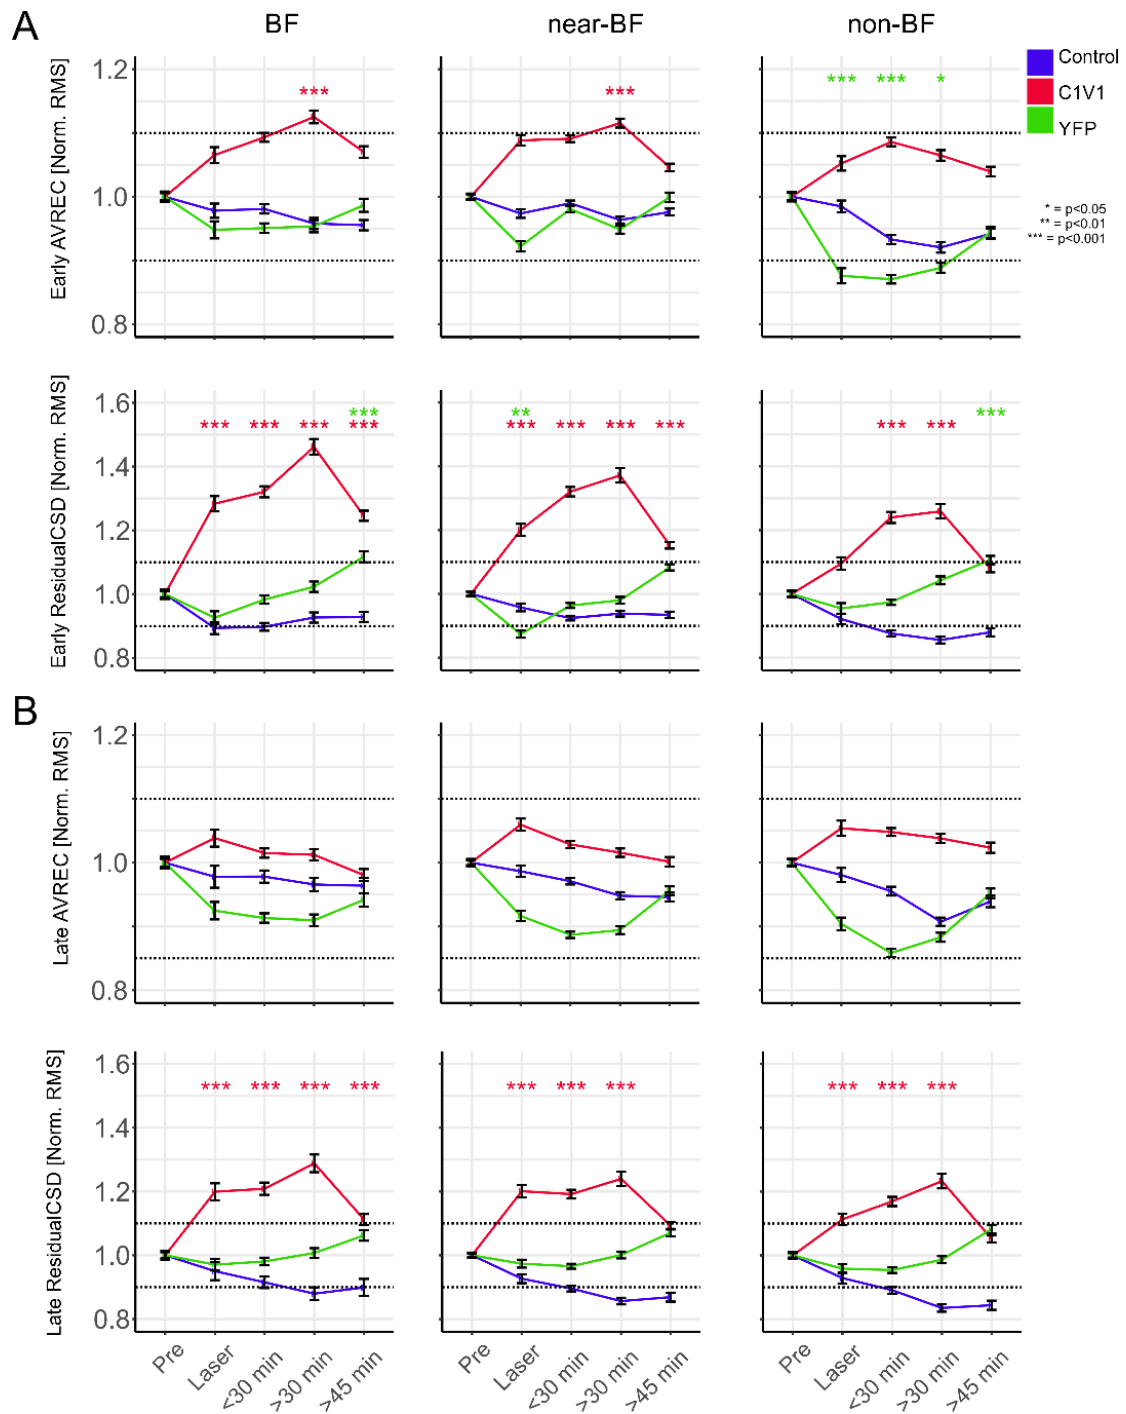 A
BF
near-BF
non-BF
Control
C1V1
YFP
* = p<0.05
** = p<0.01
*** = p<0.001
Early AVREC [Norm. RMS]
1.2
1.0
0.8
***
***
*** *** *
Early ResidualCSD [Norm. RMS]
1.6
1.4
1.2
1.0
0.8
***
*** *** *** ***
**
*** *** *** ***
***
*** ***
B
Late AVREC [Norm. RMS]
1.2
1.0
0.8
Late ResidualCSD [Norm. RMS]
1.6
1.4
1.2
1.0
0.8
*** *** *** ***
*** *** ***
*** *** ***
Pre
Laser
<30 min
>30 min
>45 min
Pre
Laser
<30 min
>30 min
>45 min
Pre
Laser
<30 min
>30 min
>45 min